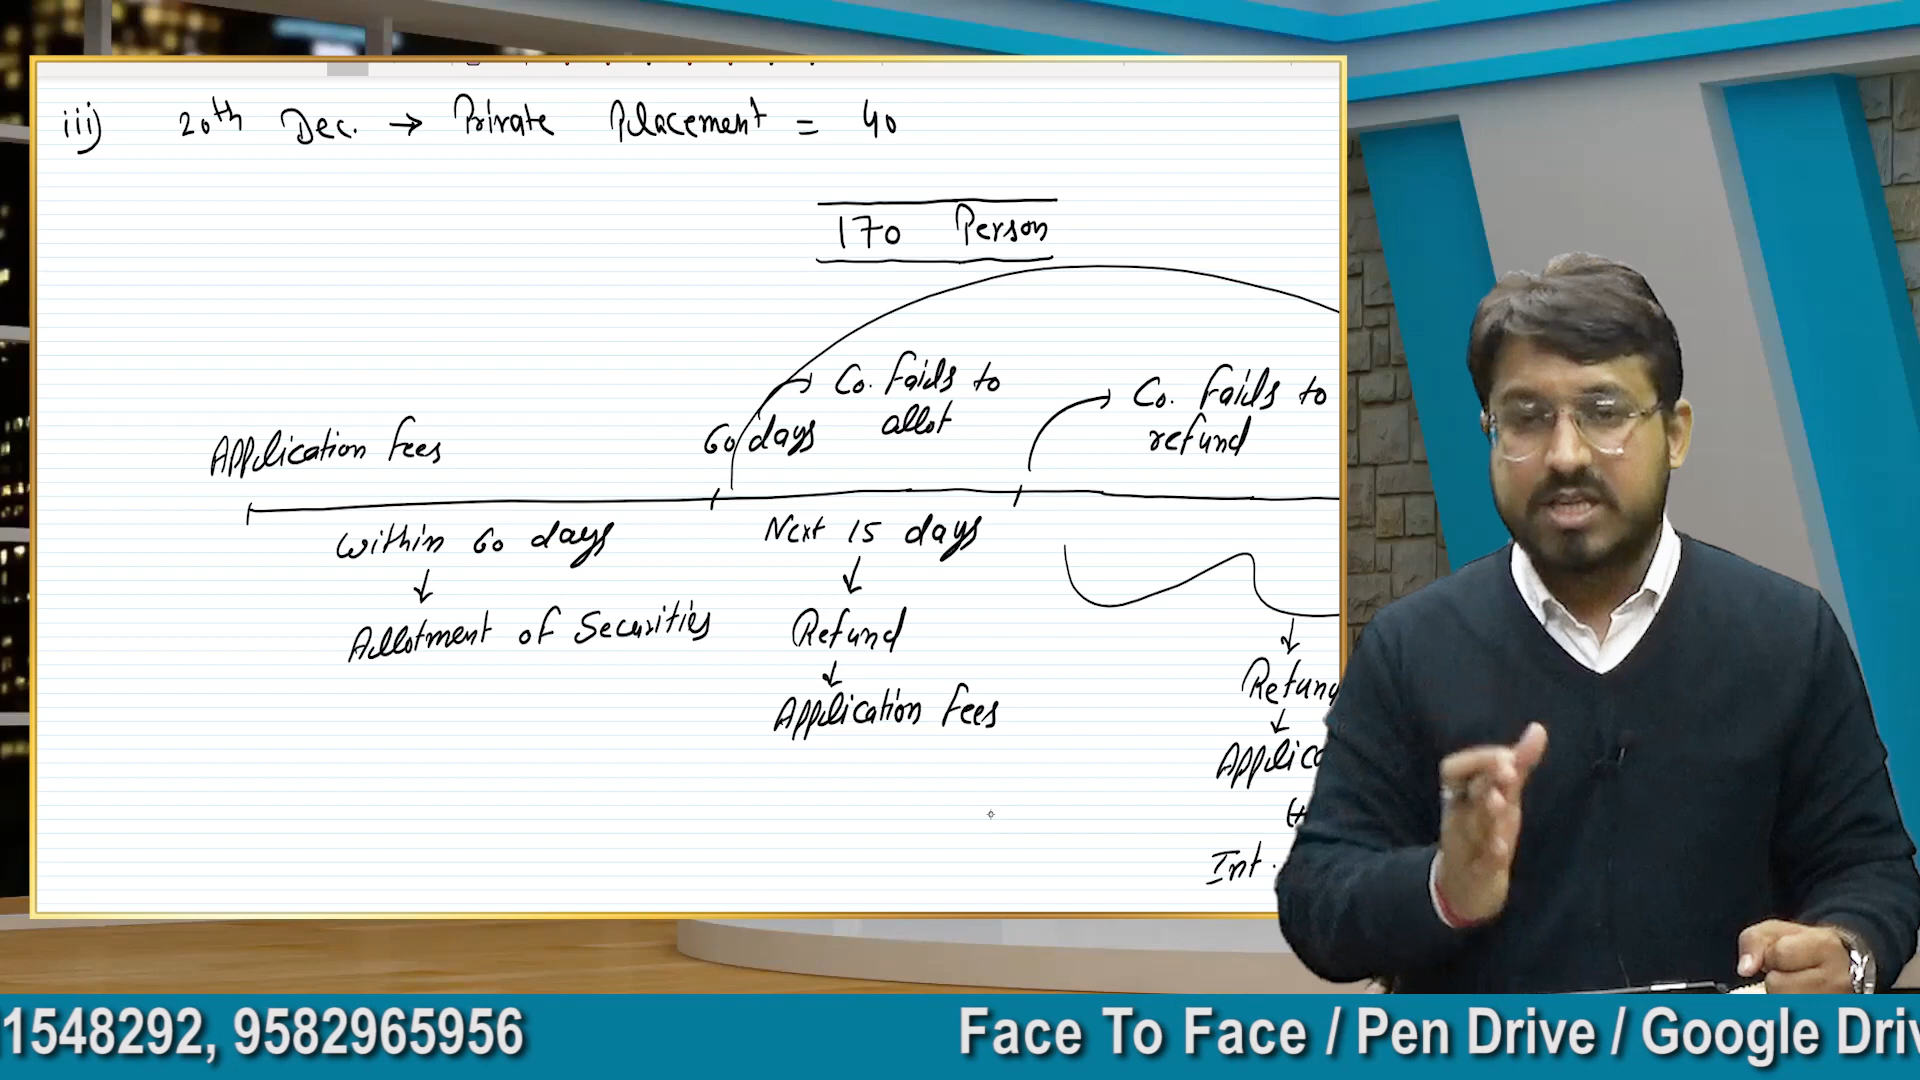 iii) 20th Dec. → Private Placement = 40
170 Person
Co. fails to
allot
Co. fails to
refund
Application fees
60 days
within 60 days
Next 15 days
↓
↓
Allotment of Securities
Refund
↓
↓
Application fees
Refun
↓
Applic
(+
Int.
1548292, 9582965956
Face To Face / Pen Drive / Google Driv